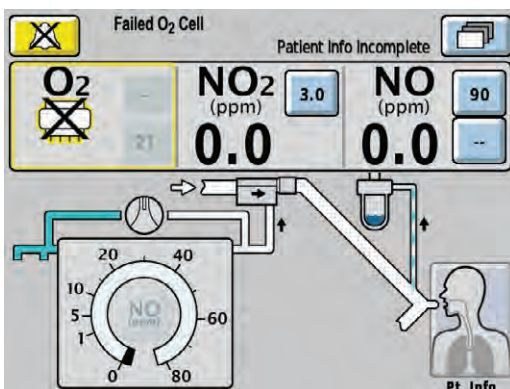 Failed O₂ Cell
Patient Info Incomplete
O₂
--
21
NO₂
(ppm)
3.0
0.0
NO
(ppm)
90
--
0.0
NO
(ppm)
0
1
5
10
20
40
60
80
Pt. Info